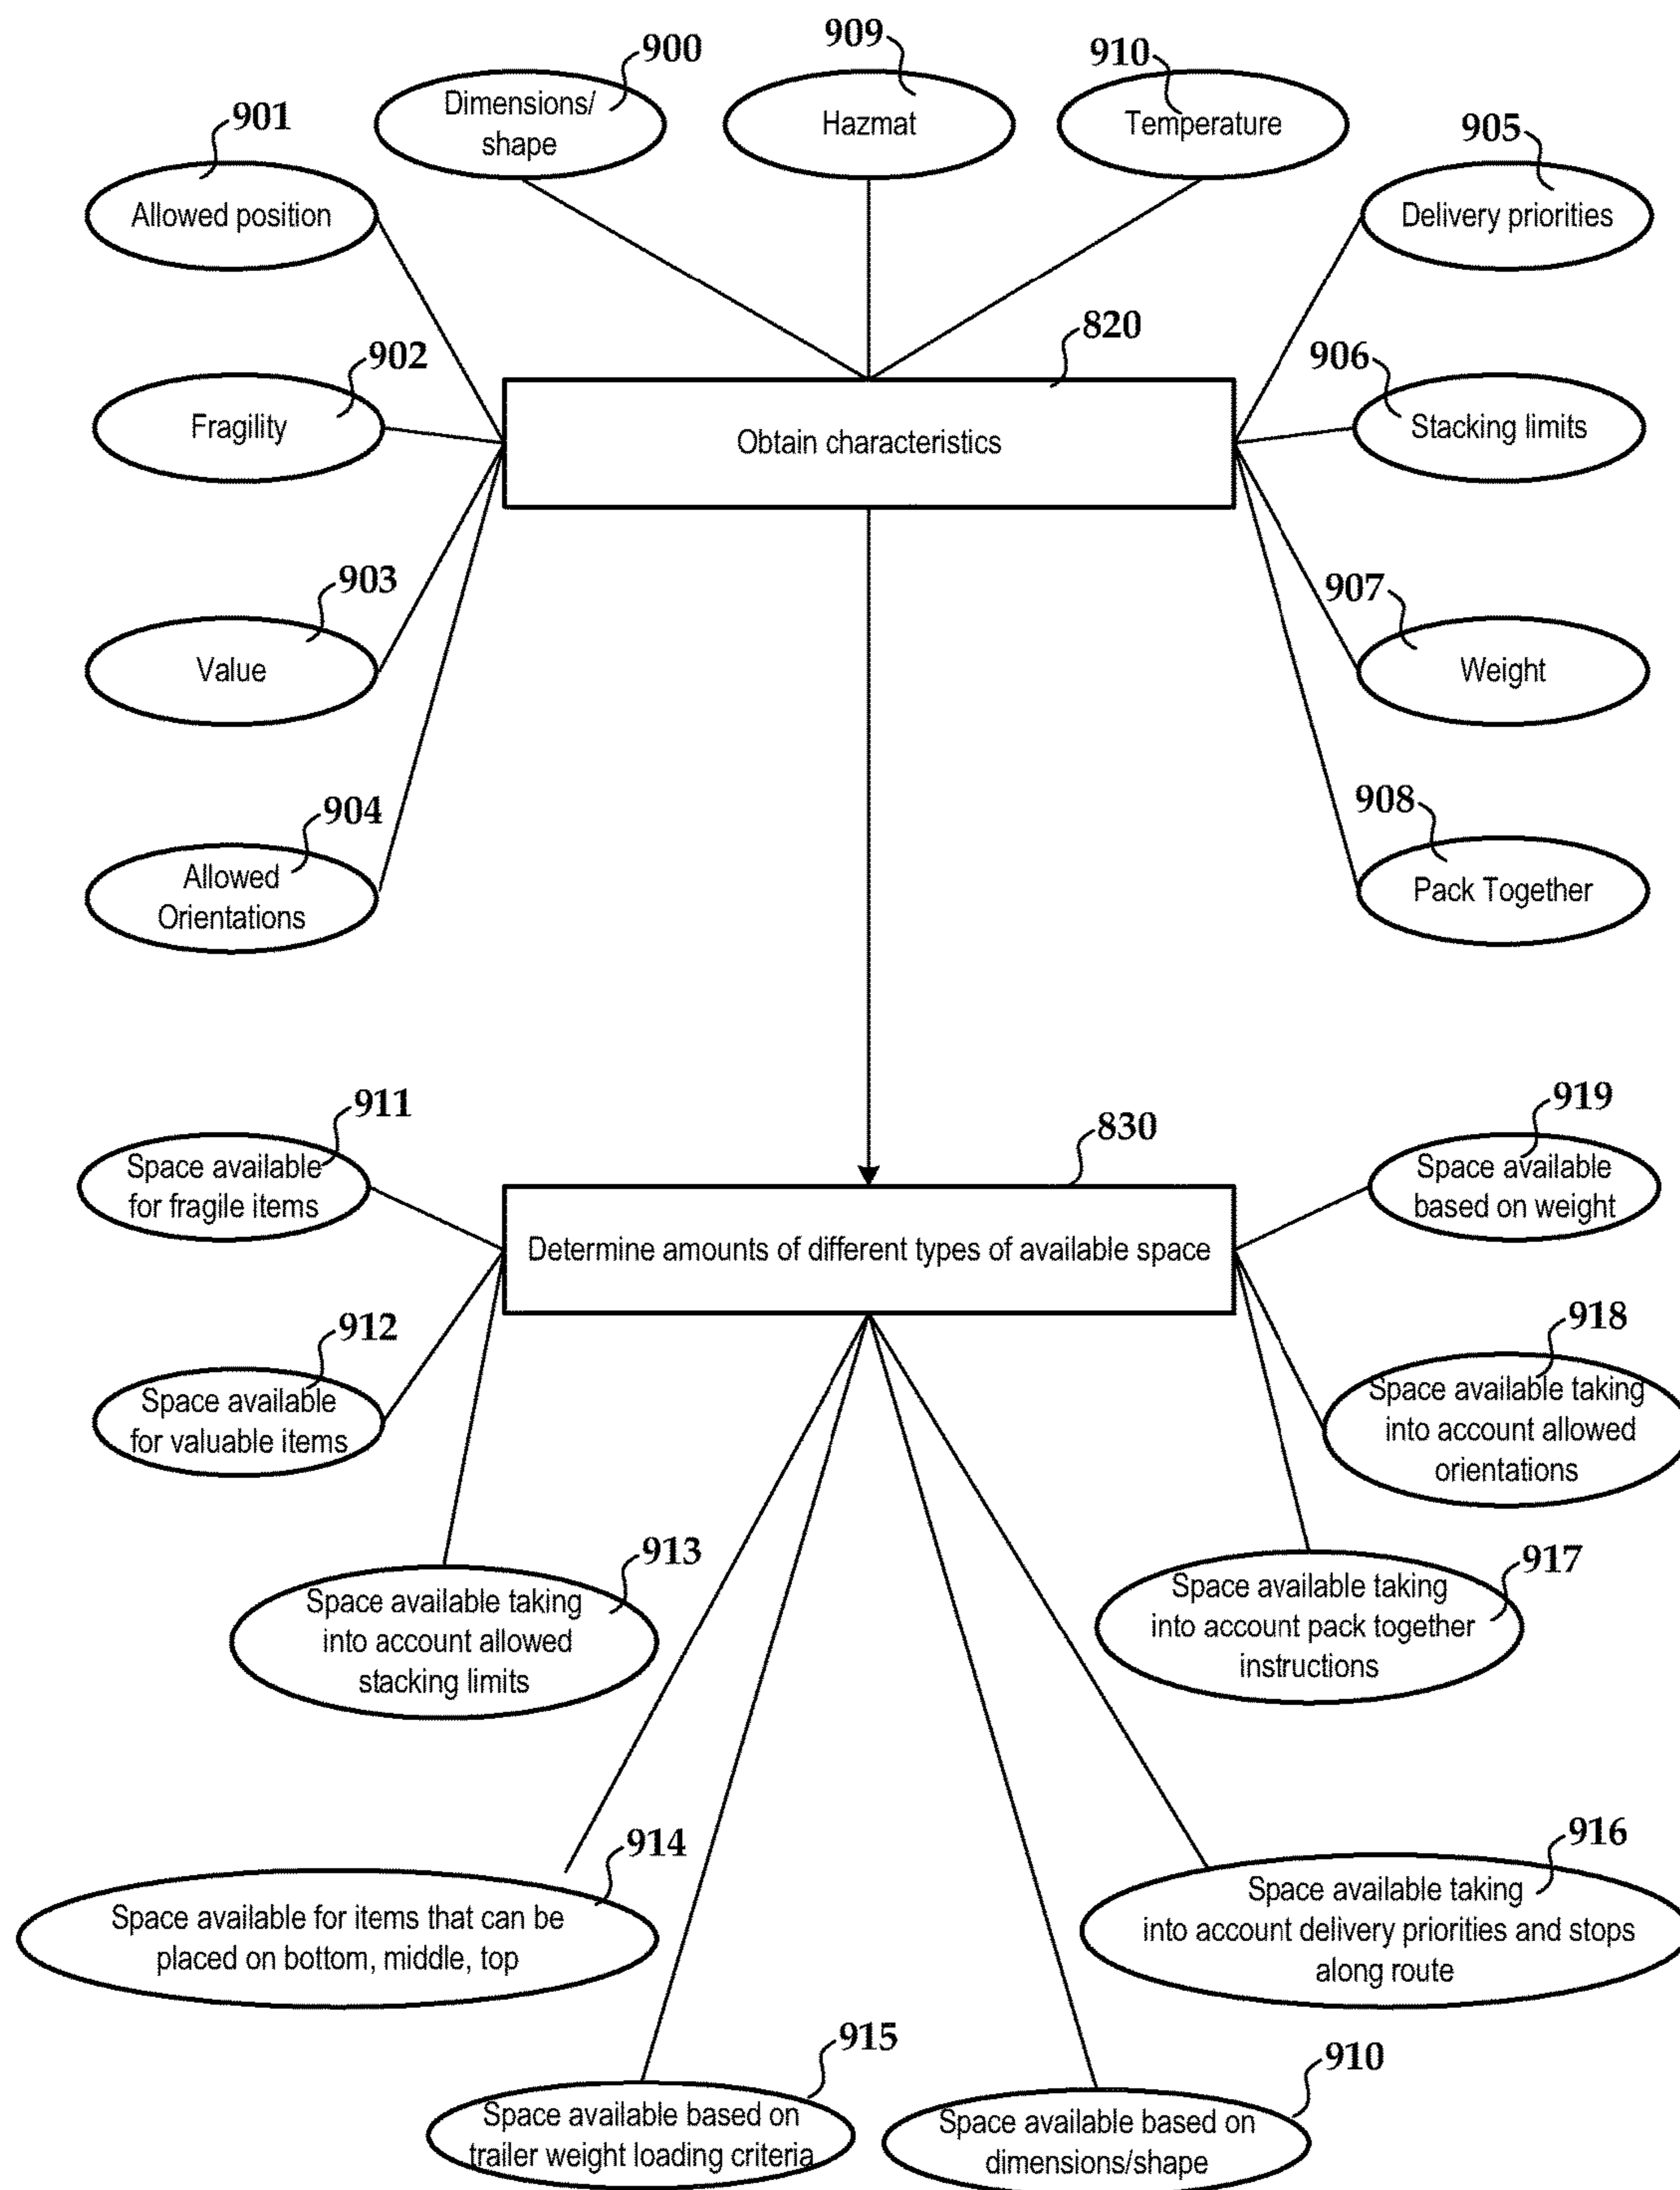 900
Dimensions/
shape
909
Hazmat
910
Temperature
901
Allowed position
905
Delivery priorities
820
Obtain characteristics
902
Fragility
906
Stacking limits
903
Value
907
Weight
904
Allowed
Orientations
908
Pack Together
911
Space available
for fragile items
830
Determine amounts of different types of available space
919
Space available
based on weight
912
Space available
for valuable items
918
Space available taking
into account allowed
orientations
913
Space available taking
into account allowed
stacking limits
917
Space available taking
into account pack together
instructions
914
Space available for items that can be
placed on bottom, middle, top
916
Space available taking
into account delivery priorities and stops
along route
915
Space available based on
trailer weight loading criteria
910
Space available based on
dimensions/shape